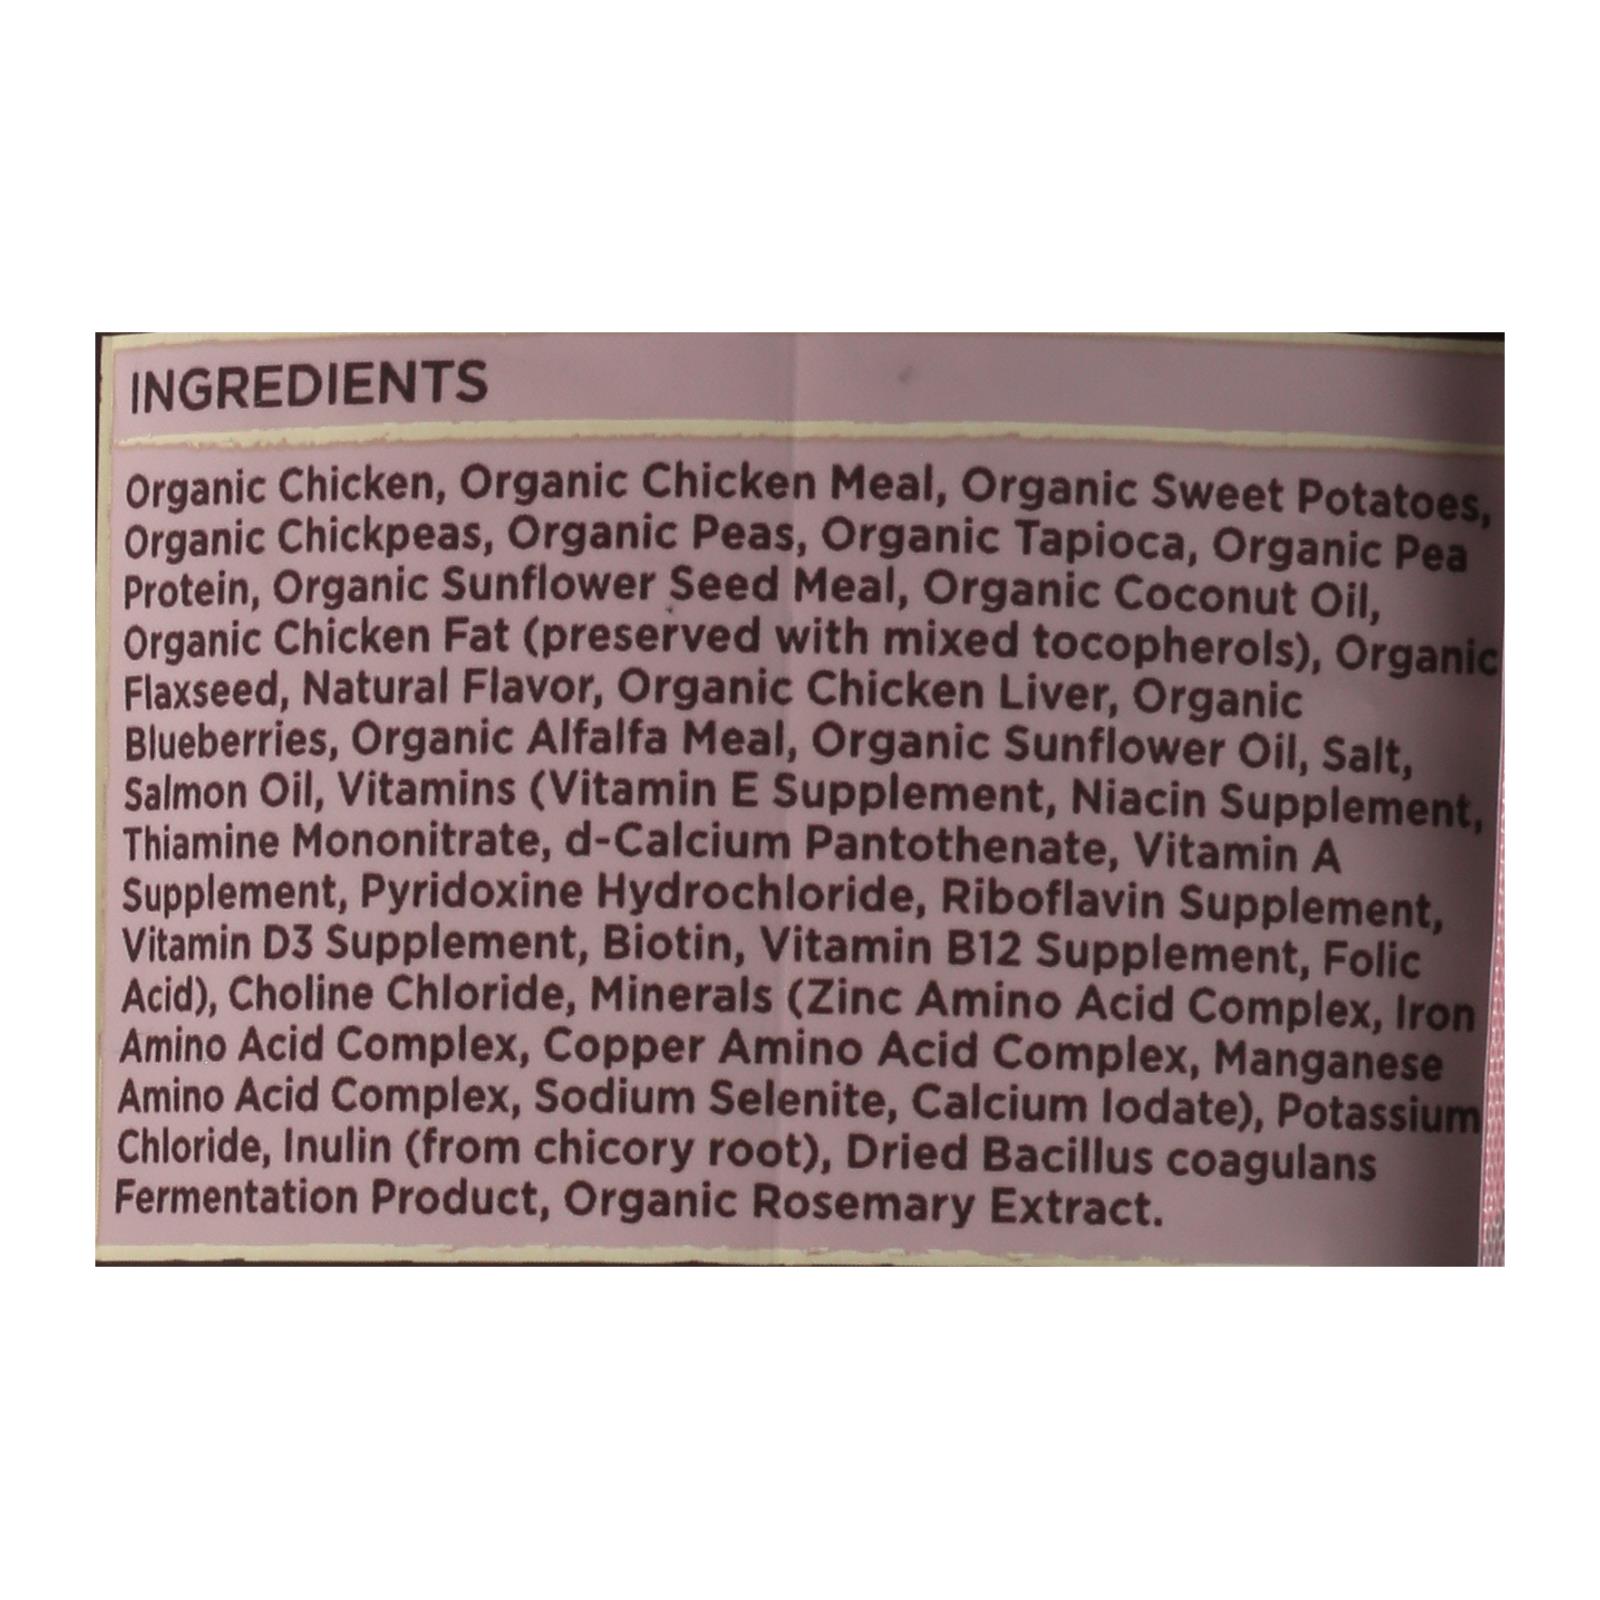 INGREDIENTS
Organic Chicken, Organic Chicken Meal, Organic Sweet Potatoes,
Organic Chickpeas, Organic Peas, Organic Tapioca, Organic Pea
Protein, Organic Sunflower Seed Meal, Organic Coconut Oil,
Organic Chicken Fat (preserved with mixed tocopherols), Organic
Flaxseed, Natural Flavor, Organic Chicken Liver, Organic
Blueberries, Organic Alfalfa Meal, Organic Sunflower Oil, Salt,
Salmon Oil, Vitamins (Vitamin E Supplement, Niacin Supplement,
Thiamine Mononitrate, d-Calcium Pantothenate, Vitamin A
Supplement, Pyridoxine Hydrochloride, Riboflavin Supplement,
Vitamin D3 Supplement, Biotin, Vitamin B12 Supplement, Folic
Acid), Choline Chloride, Minerals (Zinc Amino Acid Complex, Iron
Amino Acid Complex, Copper Amino Acid Complex, Manganese
Amino Acid Complex, Sodium Selenite, Calcium Iodate), Potassium
Chloride, Inulin (from chicory root), Dried Bacillus coagulans
Fermentation Product, Organic Rosemary Extract.